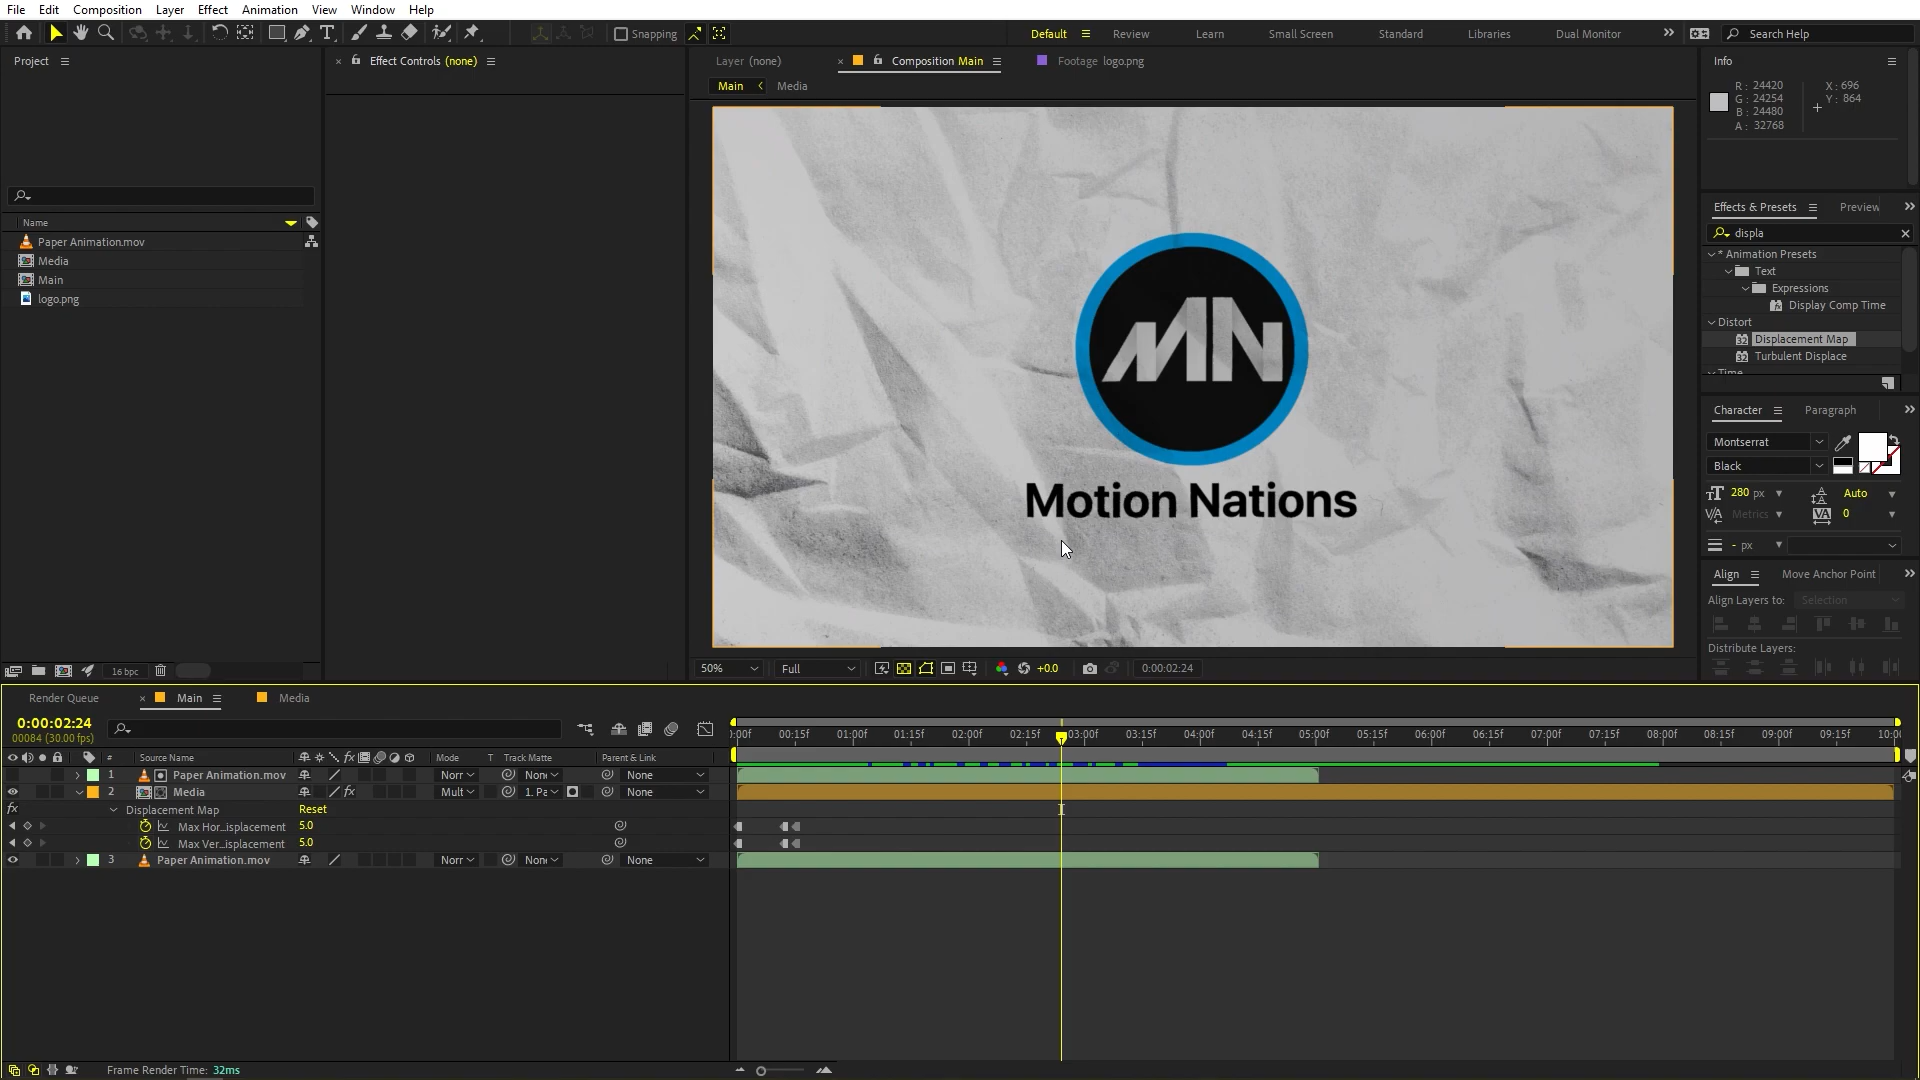 File Edit Composition Layer Effect Animation View Window Help
Snapping
Default Review Learn Small Screen Standard Libraries Dual Monitor Search Help
Project
Effect Controls (none)
Layer (none) Composition Main Footage logo.png
Main Media
Info
R: 24420
G: 24254
B: 24480
A: 32768
X: 696
Y: 864
Name
Paper Animation.mov
Media
Main
logo.png
16 bpc
MN
Motion Nations
50% Full +0.0 0:00:02:24
Effects & Presets Preview
displa
* Animation Presets
Text
Expressions
Display Comp Time
Distort
Displacement Map
Turbulent Displace
Time
Character Paragraph
Montserrat
Black
280 px Auto
Metrics 0
- px
Align Move Anchor Point
Align Layers to: Selection
Distribute Layers:
Render Queue Main Media
0:00:02:24
00084 (30.00 fps)
# Source Name Mode T Track Matte Parent & Link
1 Paper Animation.mov Norr None None
2 Media Mult 1. Pa None
fx Displacement Map Reset
Max Hor...isplacement 5.0
Max Ver...isplacement 5.0
3 Paper Animation.mov Norr None None
):00f 00:15f 01:00f 01:15f 02:00f 02:15f 03:00f 03:15f 04:00f 04:15f 05:00f 05:15f 06:00f 06:15f 07:00f 07:15f 08:00f 08:15f 09:00f 09:15f 10:00
Frame Render Time: 32ms